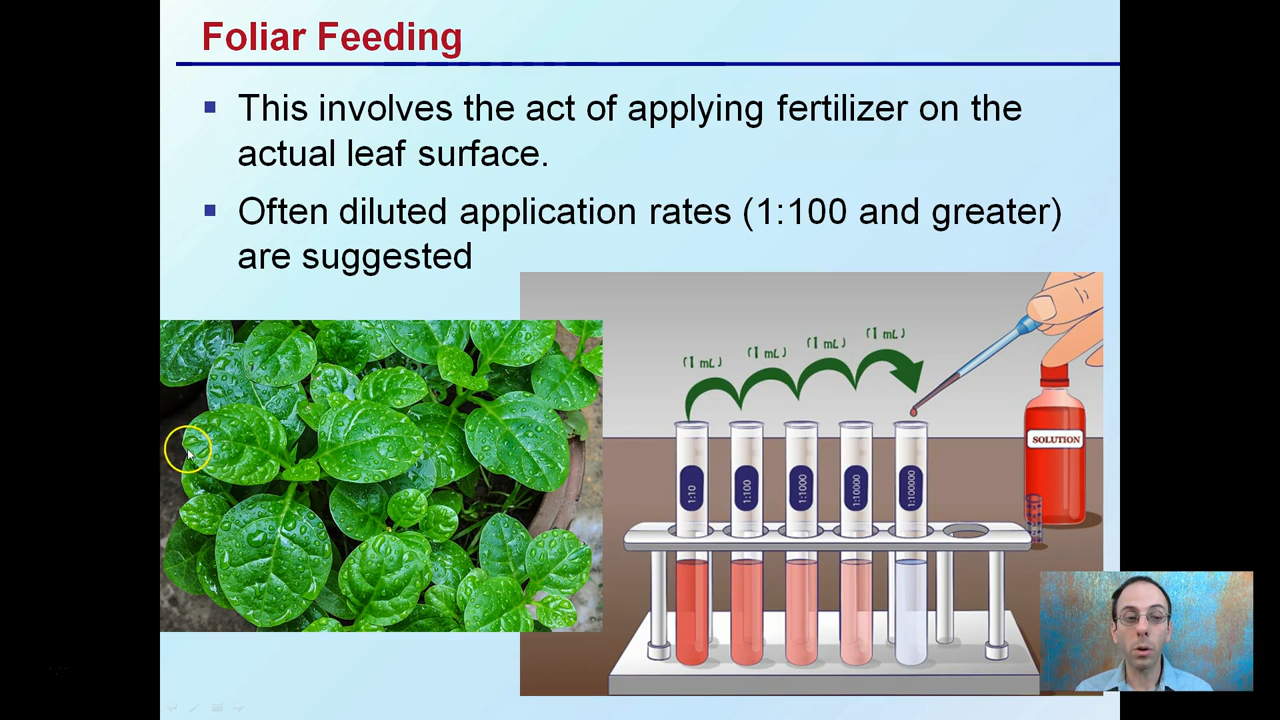 Foliar Feeding
This involves the act of applying fertilizer on the
actual leaf surface.
Often diluted application rates (1:100 and greater)
are suggested
(1 mL)
(1 mL)
(1 mL)
(1 mL)
SOLUTION
1:10
1:100
1:1000
1:10000
1:100000